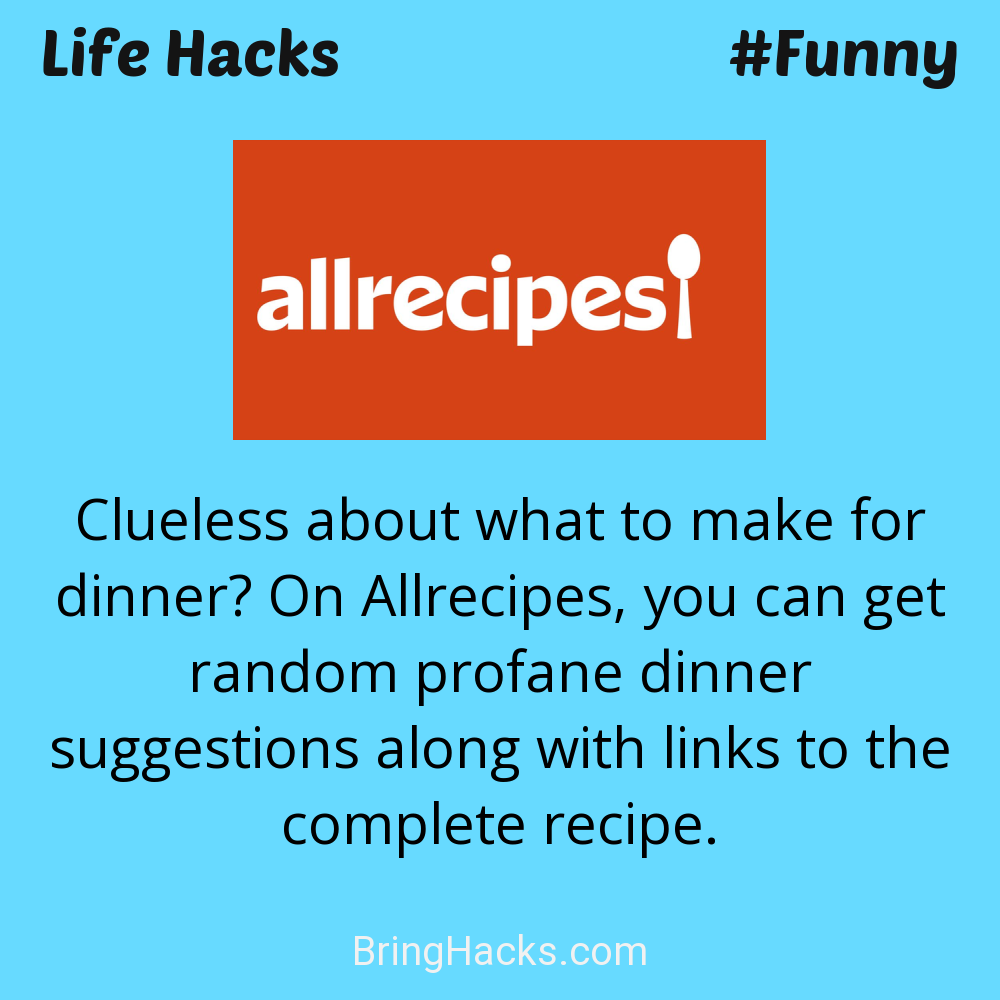 Life Hacks
#Funny
allrecipes
Clueless about what to make for
dinner? On Allrecipes, you can get
random profane dinner
suggestions along with links to the
complete recipe.
BringHacks.com